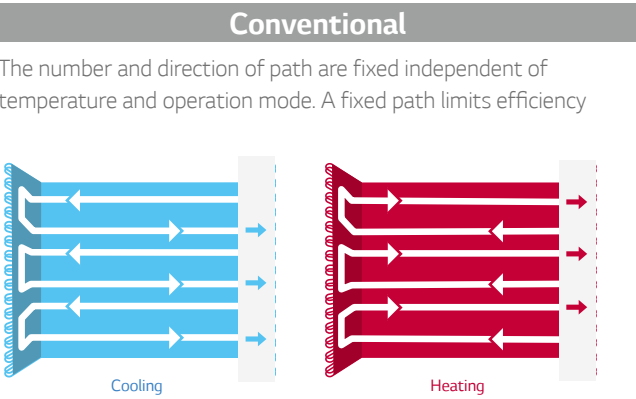 Conventional
The number and direction of path are fixed independent of
temperature and operation mode. A fixed path limits efficiency
Cooling
Heating